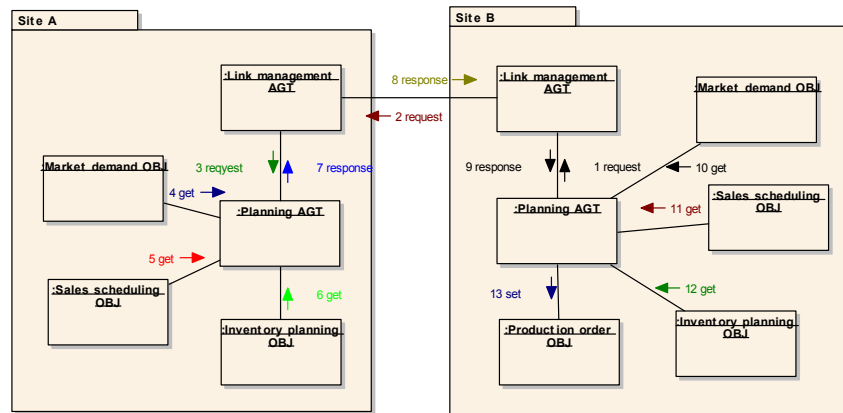 Site A
Site B
:Link management
AGT
8 response
:Link management
AGT
:Market demand OBJ
2 request
:Market demand OBJ
3 reqyest
7 response
9 response
1 request
10 get
4 get
:Planning AGT
:Planning AGT
:Sales scheduling
OBJ
11 get
5 get
:Sales scheduling
OBJ
6 get
13 set
12 get
:Inventory planning
OBJ
:Production order
OBJ
:Inventory planning
OBJ